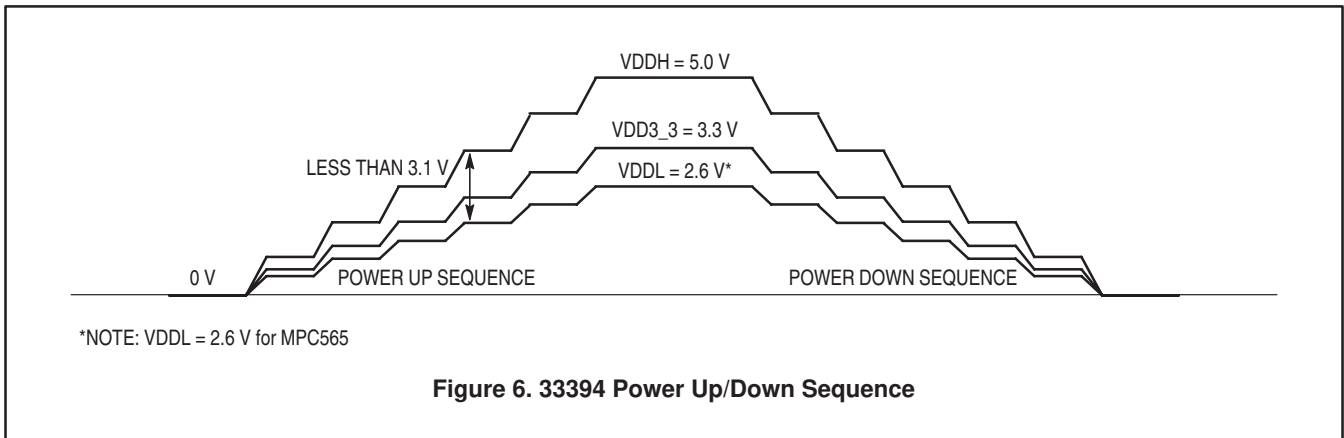 VDDH = 5.0 V
VDD3_3 = 3.3 V
LESS THAN 3.1 V
VDDL = 2.6 V*
0 V
POWER UP SEQUENCE
POWER DOWN SEQUENCE
*NOTE: VDDL = 2.6 V for MPC565
Figure 6. 33394 Power Up/Down Sequence